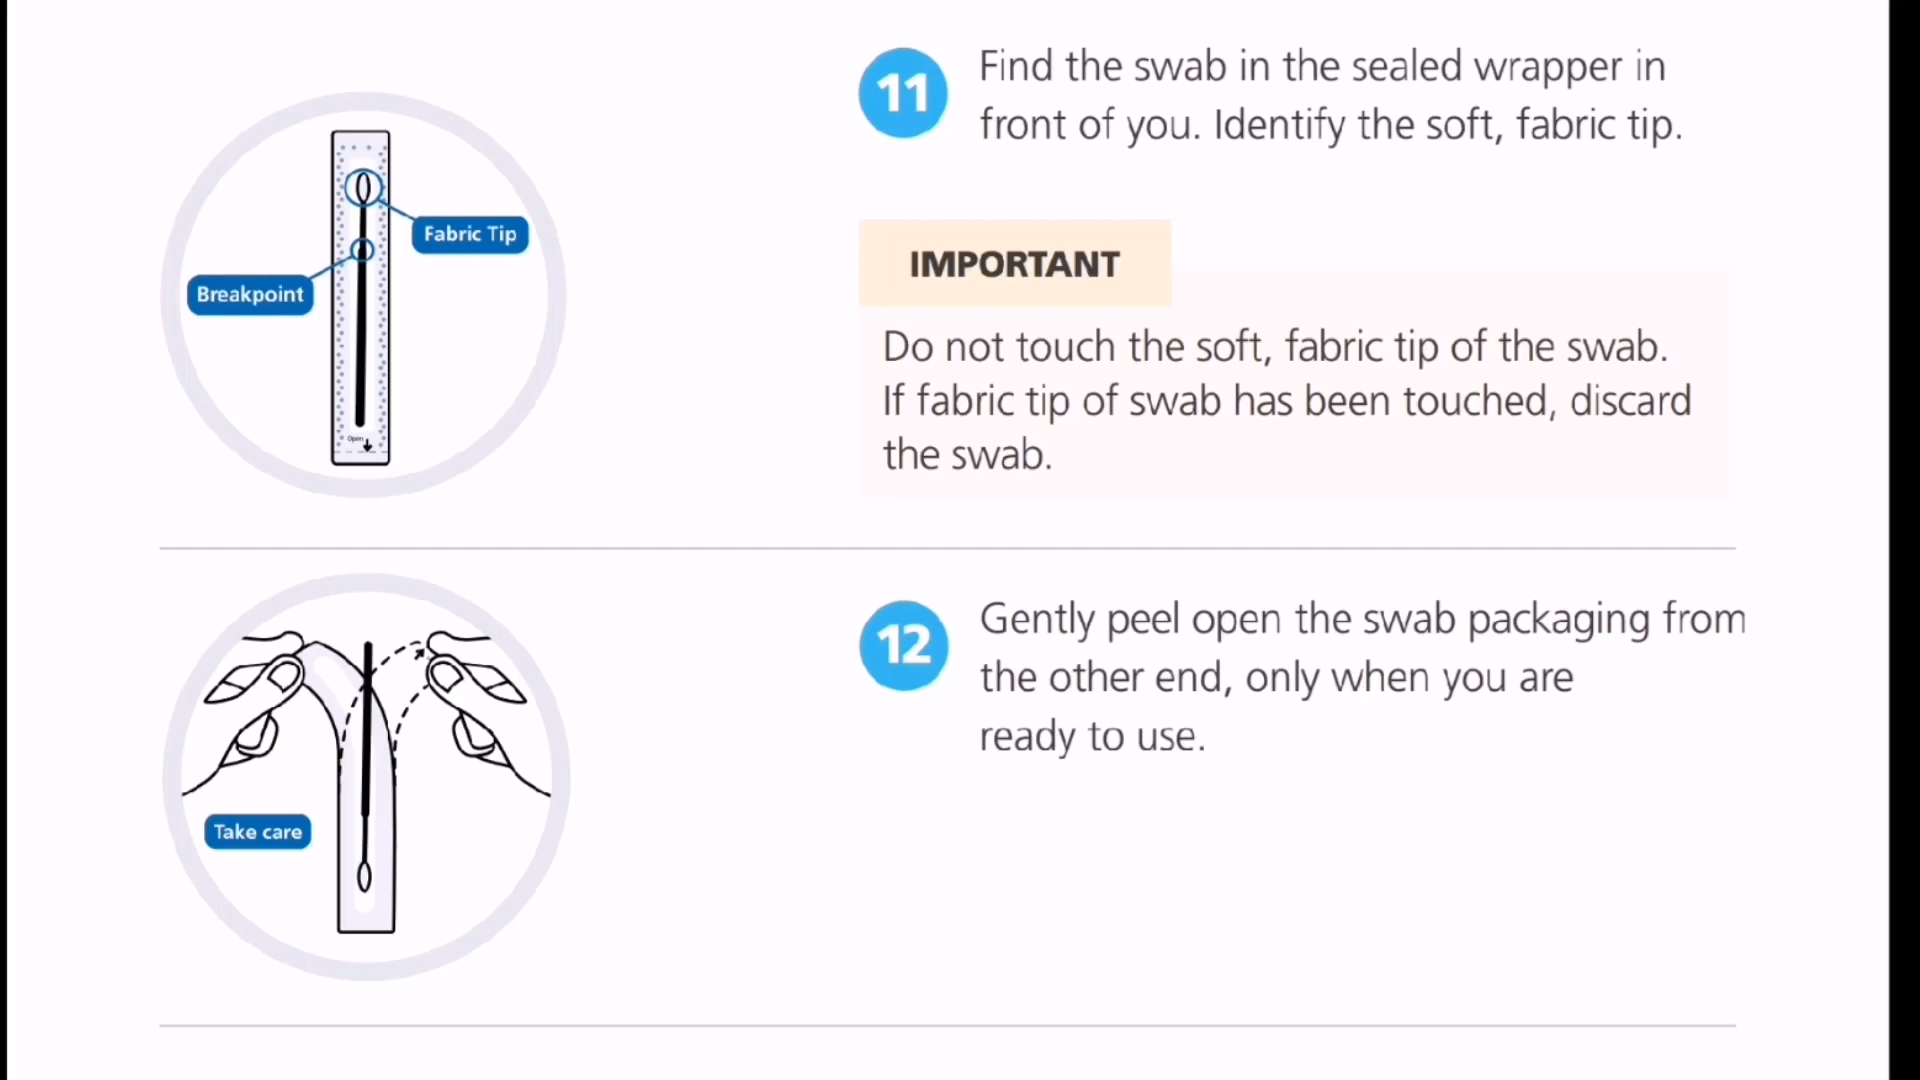 11
Find the swab in the sealed wrapper in
front of you. Identify the soft, fabric tip.
Fabric Tip
Breakpoint
Open
IMPORTANT
Do not touch the soft, fabric tip of the swab.
If fabric tip of swab has been touched, discard
the swab.
12
Gently peel open the swab packaging from
the other end, only when you are
ready to use.
Take care